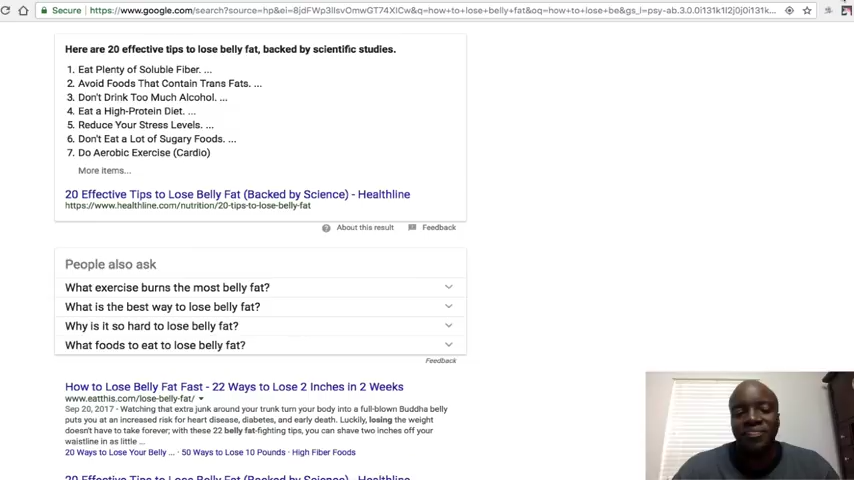 Secure
https://www.google.com/search?source=hp&ei=8jdFWp3IIsvOmwGT74XICw&q=how+to+lose+belly+fat&oq=how+to+lose+be&gs_l=psy-ab.3.0.0i131k1l2j0j0i131k...
Here are 20 effective tips to lose belly fat, backed by scientific studies.
1. Eat Plenty of Soluble Fiber. ...
2. Avoid Foods That Contain Trans Fats. ...
3. Don't Drink Too Much Alcohol. ...
4. Eat a High-Protein Diet. ...
5. Reduce Your Stress Levels. ...
6. Don't Eat a Lot of Sugary Foods. ...
7. Do Aerobic Exercise (Cardio)
More items...
20 Effective Tips to Lose Belly Fat (Backed by Science) - Healthline
https://www.healthline.com/nutrition/20-tips-to-lose-belly-fat
About this result
Feedback
People also ask
What exercise burns the most belly fat?
What is the best way to lose belly fat?
Why is it so hard to lose belly fat?
What foods to eat to lose belly fat?
Feedback
How to Lose Belly Fat Fast - 22 Ways to Lose 2 Inches in 2 Weeks
www.eatthis.com/lose-belly-fat/
Sep 20, 2017 - Watching that extra junk around your trunk turn your body into a full-blown Buddha belly
puts you at an increased risk for heart disease, diabetes, and early death. Luckily, losing the weight
doesn't have to take forever; with these 22 belly fat-fighting tips, you can shave two inches off your
waistline in as little ...
20 Ways to Lose Your Belly ... · 50 Ways to Lose 10 Pounds · High Fiber Foods
20 Effective Tips to Lose Belly Fat (Backed by Science) - Healthline